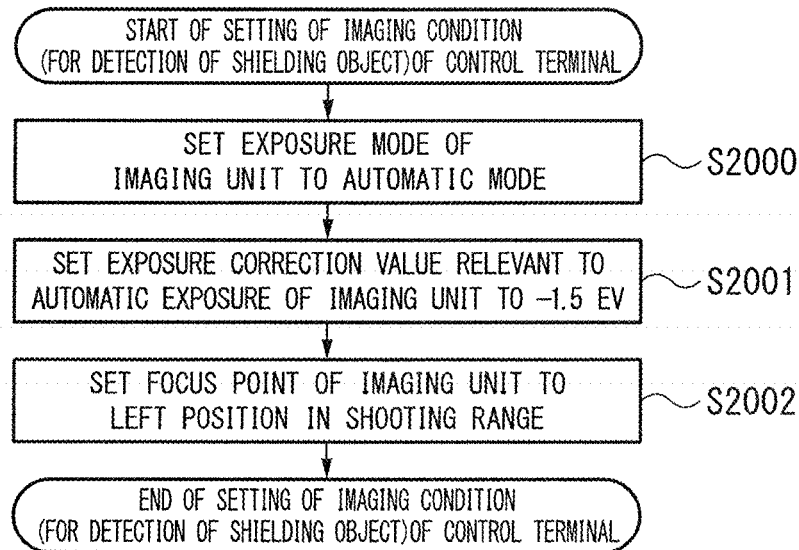 START OF SETTING OF IMAGING CONDITION
(FOR DETECTION OF SHIELDING OBJECT)OF CONTROL TERMINAL
SET EXPOSURE MODE OF
IMAGING UNIT TO AUTOMATIC MODE
S2000
SET EXPOSURE CORRECTION VALUE RELEVANT TO
AUTOMATIC EXPOSURE OF IMAGING UNIT TO -1.5 EV
S2001
SET FOCUS POINT OF IMAGING UNIT TO
LEFT POSITION IN SHOOTING RANGE
S2002
END OF SETTING OF IMAGING CONDITION
(FOR DETECTION OF SHIELDING OBJECT)OF CONTROL TERMINAL